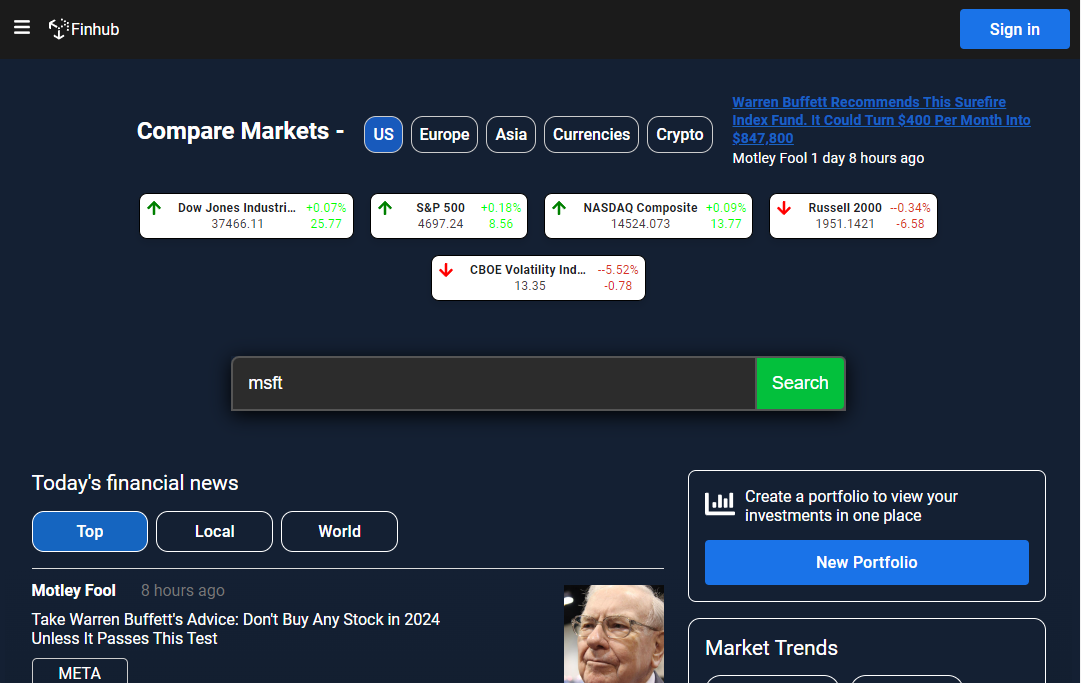 Finhub
Sign in
Compare Markets -
US
Europe
Asia
Currencies
Crypto
Warren Buffett Recommends This Surefire
Index Fund. It Could Turn $400 Per Month Into
$847,800
Motley Fool 1 day 8 hours ago
Dow Jones Industri... +0.07%
37466.11 25.77
S&P 500 +0.18%
4697.24 8.56
NASDAQ Composite +0.09%
14524.073 13.77
Russell 2000 --0.34%
1951.1421 -6.58
CBOE Volatility Ind... --5.52%
13.35 -0.78
msft
Search
Today's financial news
Top
Local
World
Motley Fool 8 hours ago
Take Warren Buffett's Advice: Don't Buy Any Stock in 2024
Unless It Passes This Test
META
Create a portfolio to view your
investments in one place
New Portfolio
Market Trends